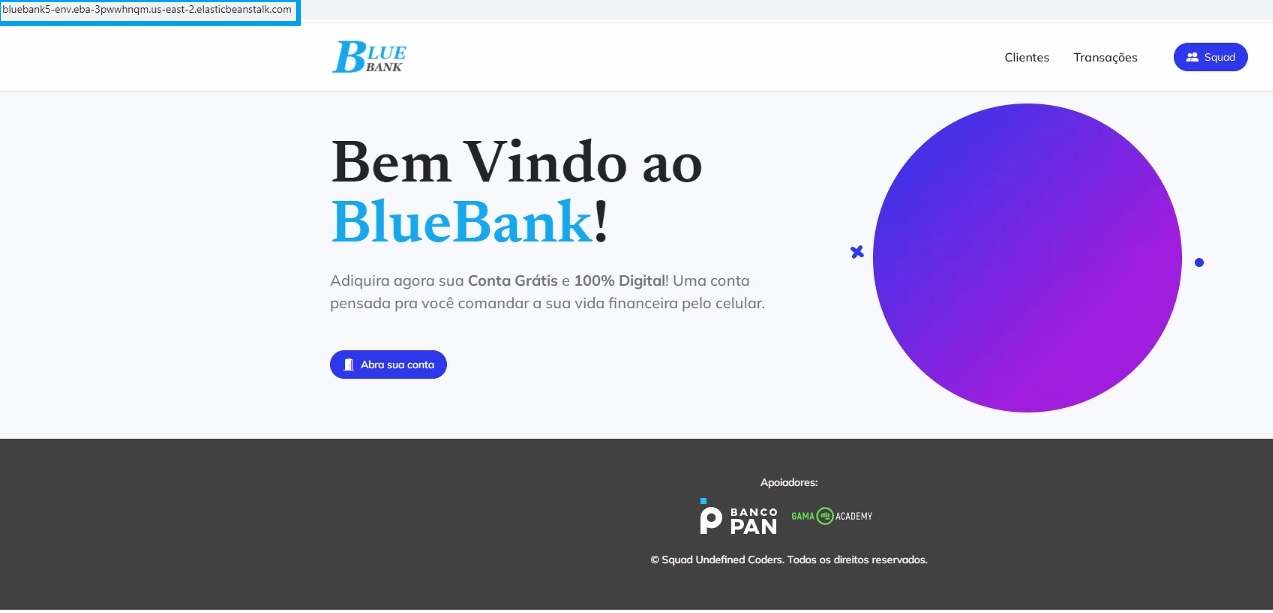 bluebank5-env.eba-3pwwhnqm.us-east-2.elasticbeanstalk.com
BLUE
BANK
Clientes
Transações
Squad
Bem Vindo ao
BlueBank!
Adiquira agora sua Conta Grátis e 100% Digital! Uma conta
pensada pra você comandar a sua vida financeira pelo celular.
Abra sua conta
Apoiadores:
BANCO
PAN
GAMA ACADEMY
© Squad Undefined Coders. Todos os direitos reservados.